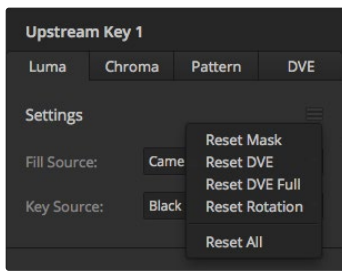 Upstream Key 1
Luma Chroma Pattern DVE
Settings
Reset Mask
Fill Source: Came Reset DVE
Reset DVE Full
Key Source: Black Reset Rotation
Reset All